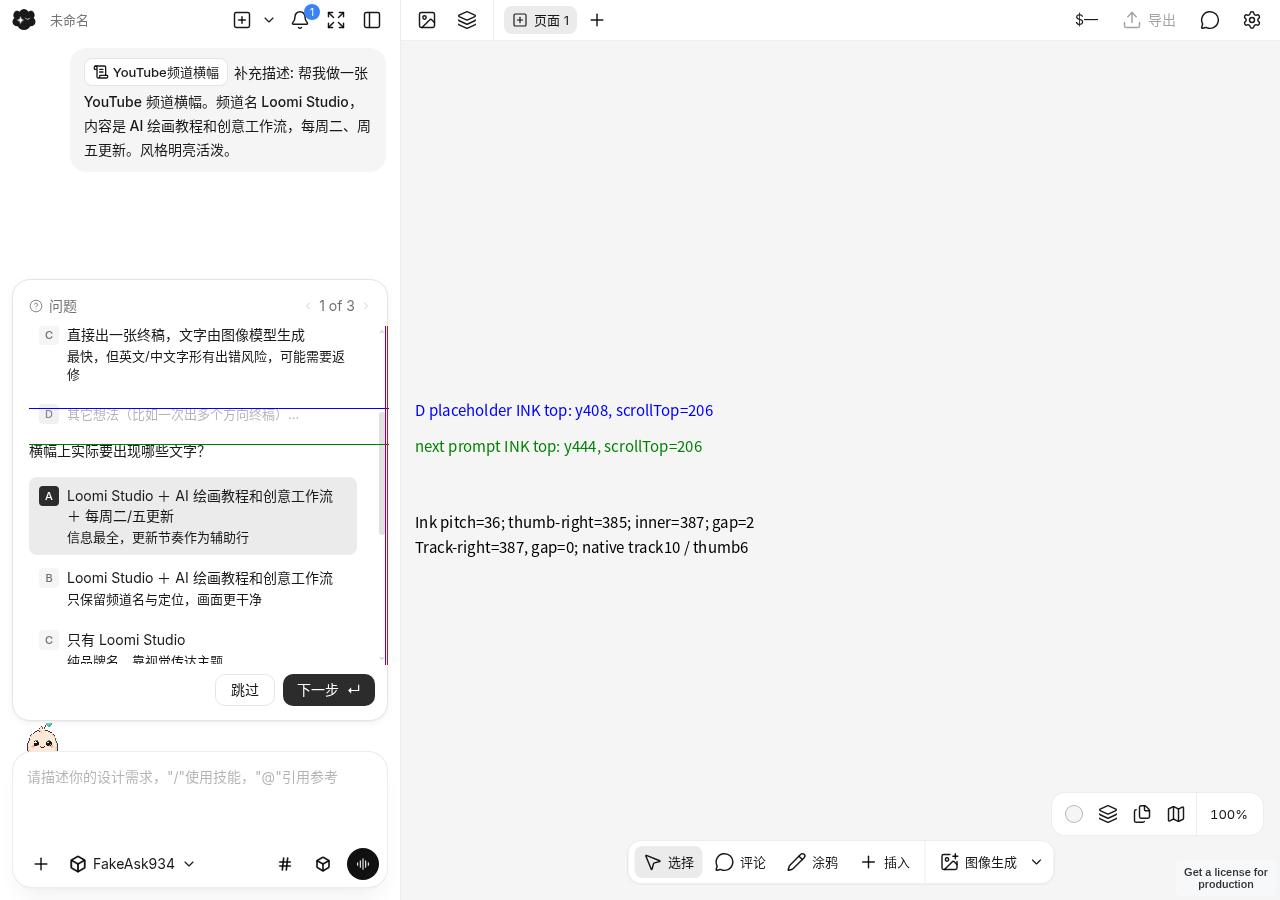 未命名
1
页面 1
$—
导出
YouTube频道横幅 补充描述: 帮我做一张
YouTube 频道横幅。频道名 Loomi Studio，
内容是 AI 绘画教程和创意工作流，每周二、周
五更新。风格明亮活泼。
问题
1 of 3
C 直接出一张终稿，文字由图像模型生成
最快，但英文/中文字形有出错风险，可能需要返
修
D 其它想法（比如一次出多个方向终稿）...
横幅上实际要出现哪些文字？
A Loomi Studio ＋ AI 绘画教程和创意工作流
＋ 每周二/五更新
信息最全，更新节奏作为辅助行
B Loomi Studio ＋ AI 绘画教程和创意工作流
只保留频道名与定位，画面更干净
C 只有 Loomi Studio
纯品牌名，靠视觉传达主题
跳过
下一步
请描述你的设计需求，"/"使用技能，"@"引用参考
FakeAsk934
D placeholder INK top: y408, scrollTop=206
next prompt INK top: y444, scrollTop=206
Ink pitch=36; thumb-right=385; inner=387; gap=2
Track-right=387, gap=0; native track10 / thumb6
100%
选择
评论
涂鸦
插入
图像生成
Get a license for
production